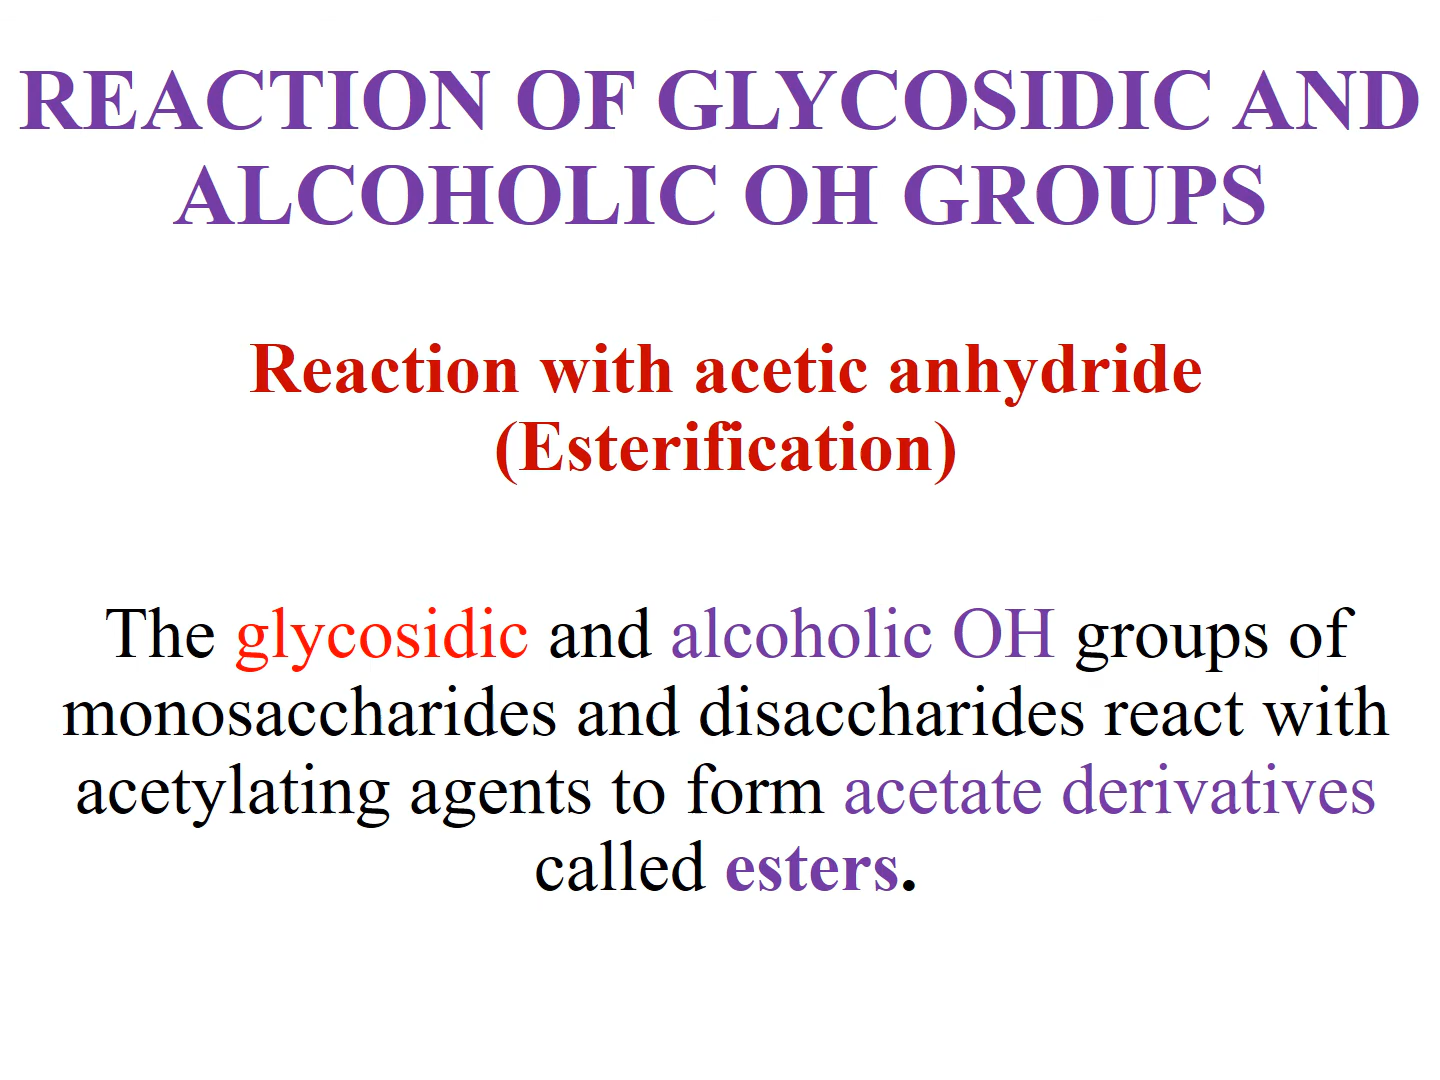 REACTION OF GLYCOSIDIC AND
ALCOHOLIC OH GROUPS
Reaction with acetic anhydride
(Esterification)
The glycosidic and alcoholic OH groups of
monosaccharides and disaccharides react with
acetylating agents to form acetate derivatives
called esters.